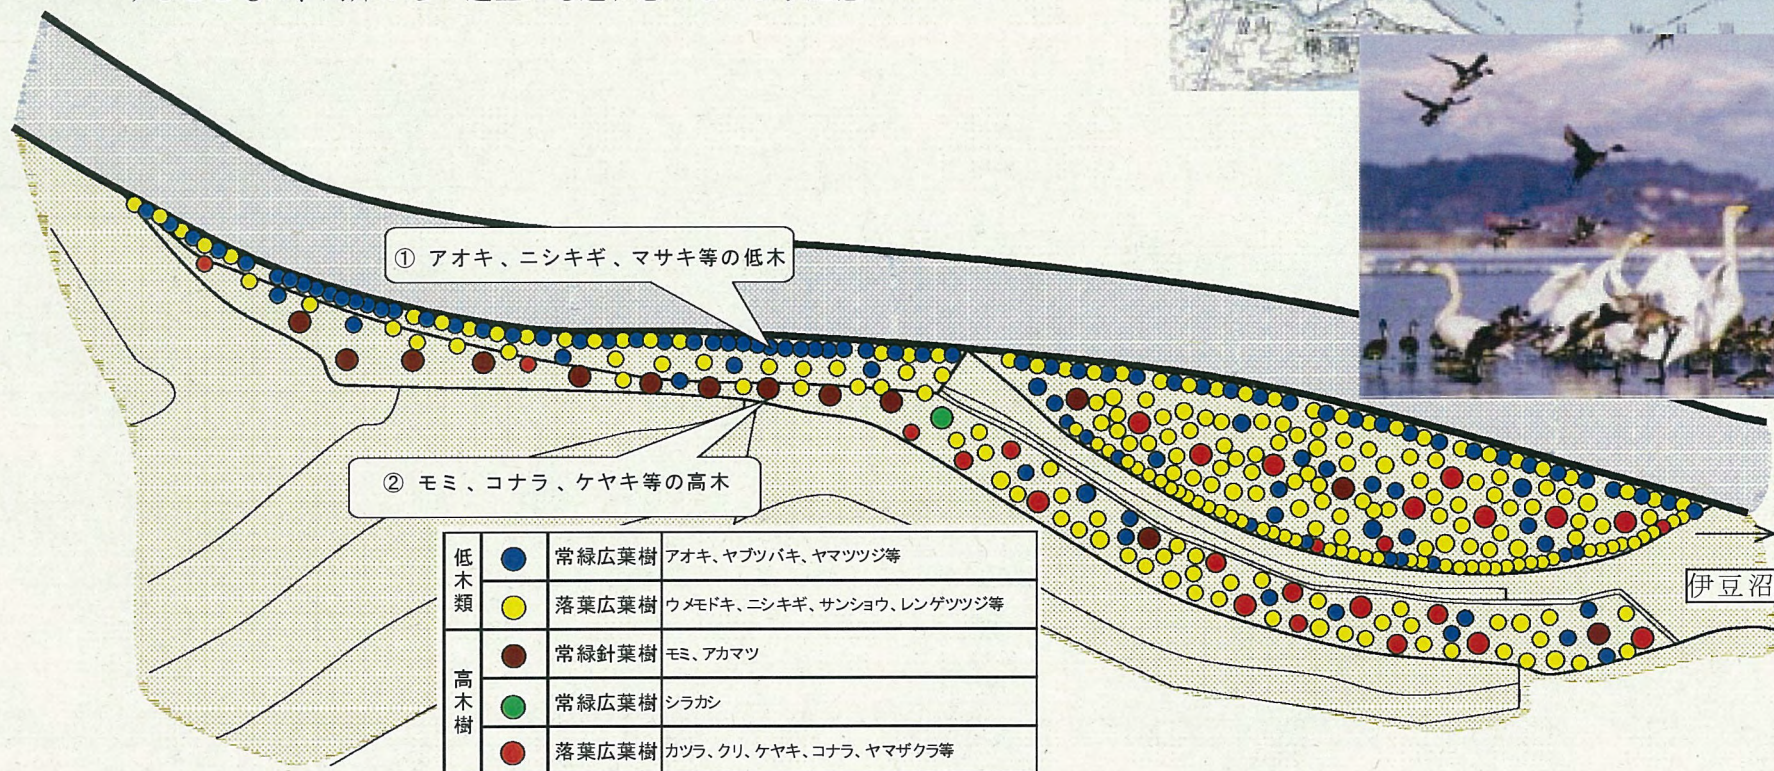 ① アオキ、ニシキギ、マサキ等の低木
② モミ、コナラ、ケヤキ等の高木
低木類
常緑広葉樹 アオキ、ヤブツバキ、ヤマツツジ等
落葉広葉樹 ウメモドキ、ニシキギ、サンショウ、レンゲツツジ等
高木樹
常緑針葉樹 モミ、アカマツ
常緑広葉樹 シラカシ
落葉広葉樹 カツラ、クリ、ケヤキ、コナラ、ヤマザクラ等
伊豆沼